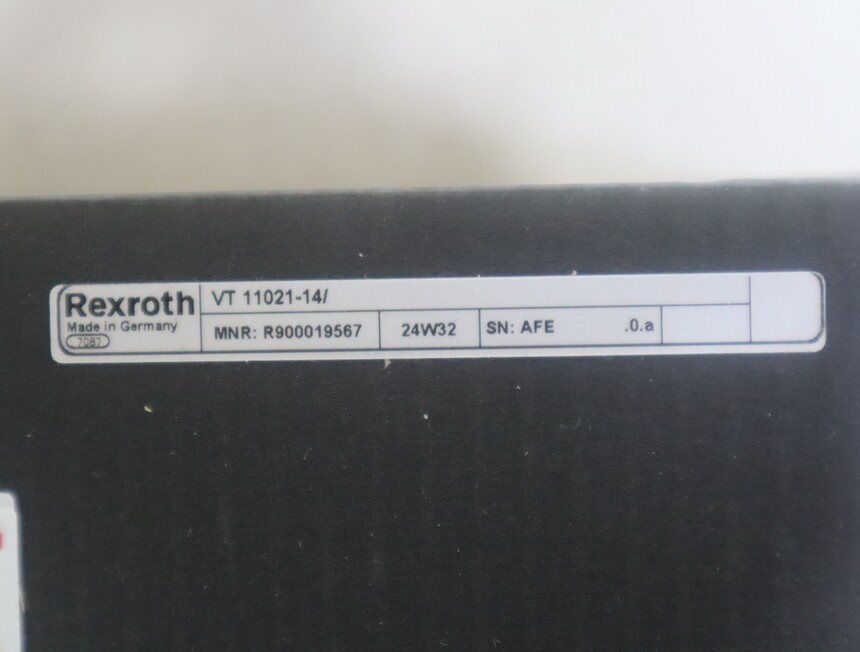 Rexroth
Made in Germany
7087
VT 11021-14/
MNR: R900019567
24W32
SN: AFE .0.a